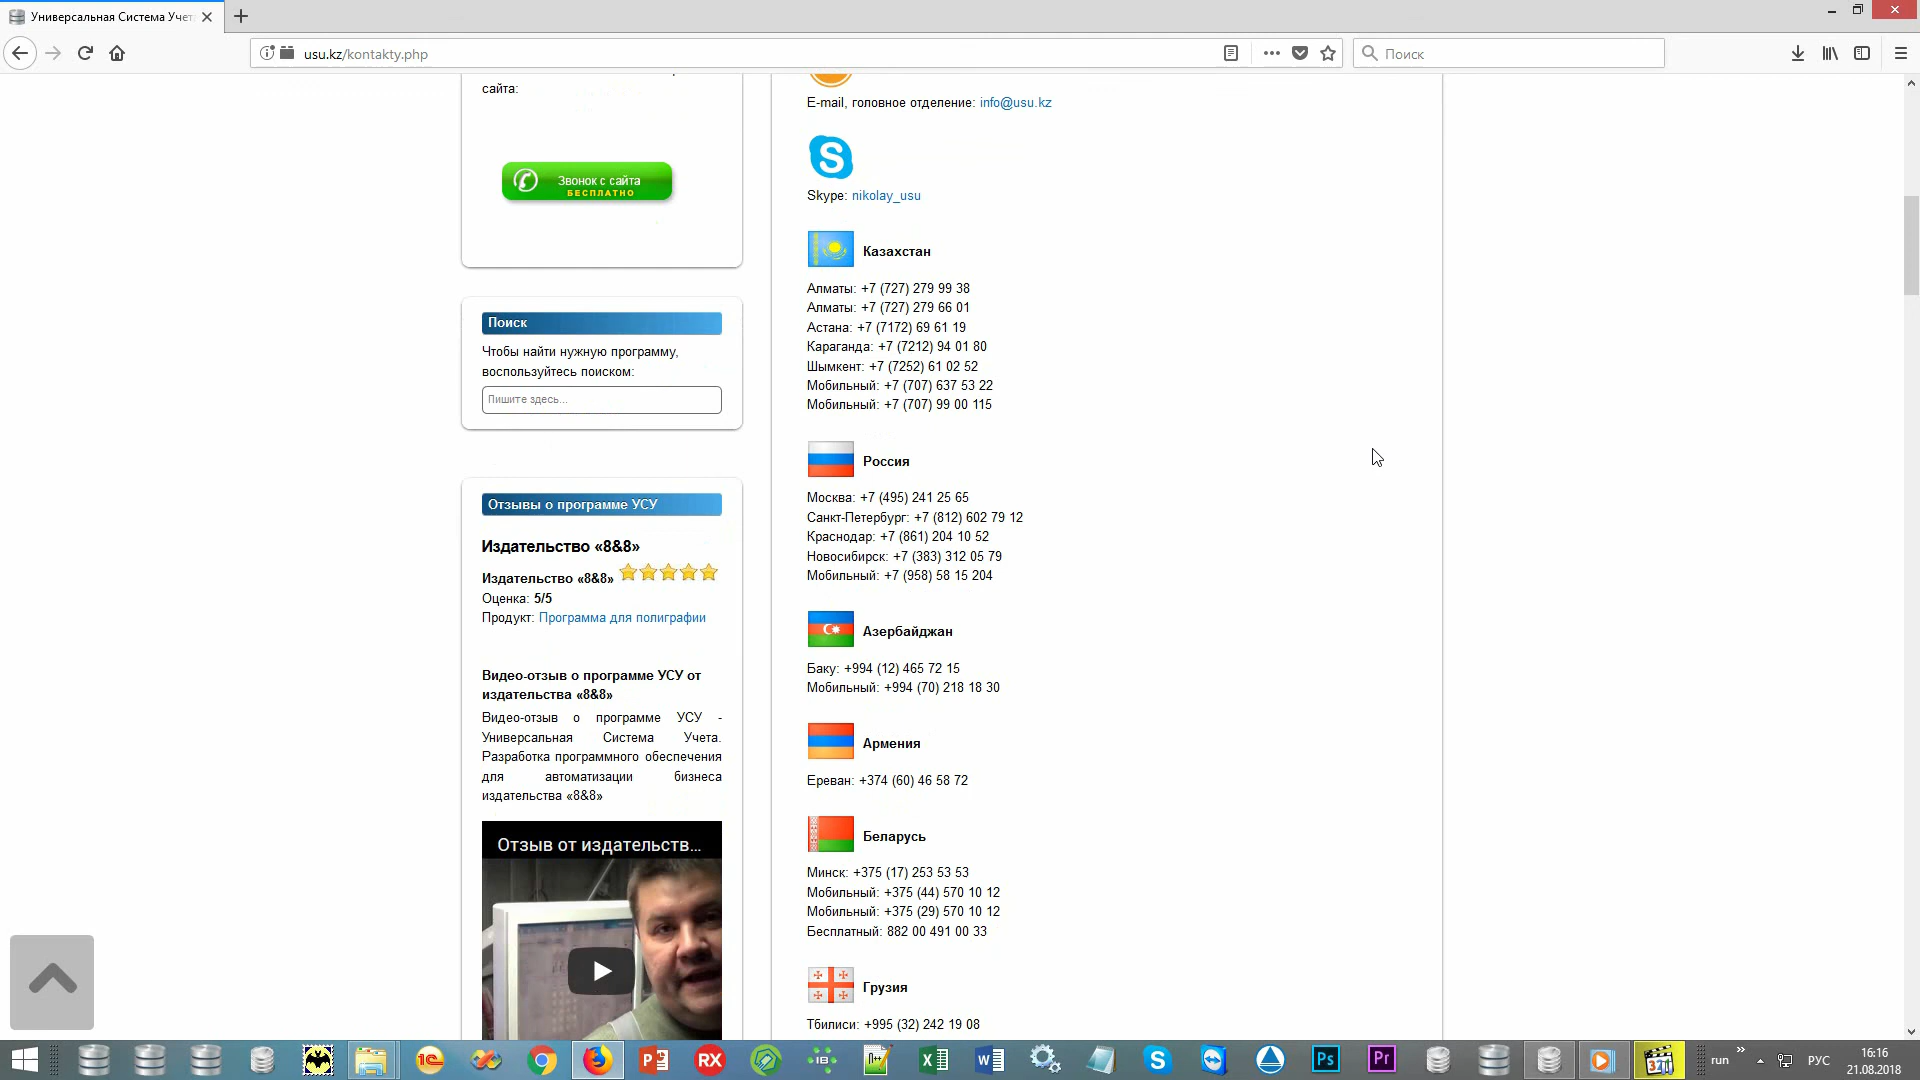 Универсальная Система Учет
usu.kz/kontakty.php
Поиск
сайта:
Звонок с сайта
БЕСПЛАТНО
Поиск
Чтобы найти нужную программу,
воспользуйтесь поиском:
Пишите здесь...
Отзывы о программе УСУ
Издательство «8&8»
Издательство «8&8»
Оценка: 5/5
Продукт: Программа для полиграфии
Видео-отзыв о программе УСУ от
издательства «8&8»
Видео-отзыв о программе УСУ -
Универсальная Система Учета.
Разработка программного обеспечения
для автоматизации бизнеса
издательства «8&8»
Отзыв от издательств...
E-mail, головное отделение: info@usu.kz
Skype: nikolay_usu
Казахстан
Алматы: +7 (727) 279 99 38
Алматы: +7 (727) 279 66 01
Астана: +7 (7172) 69 61 19
Караганда: +7 (7212) 94 01 80
Шымкент: +7 (7252) 61 02 52
Мобильный: +7 (707) 637 53 22
Мобильный: +7 (707) 99 00 115
Россия
Москва: +7 (495) 241 25 65
Санкт-Петербург: +7 (812) 602 79 12
Краснодар: +7 (861) 204 10 52
Новосибирск: +7 (383) 312 05 79
Мобильный: +7 (958) 58 15 204
Азербайджан
Баку: +994 (12) 465 72 15
Мобильный: +994 (70) 218 18 30
Армения
Ереван: +374 (60) 46 58 72
Беларусь
Минск: +375 (17) 253 53 53
Мобильный: +375 (44) 570 10 12
Мобильный: +375 (29) 570 10 12
Бесплатный: 882 00 491 00 33
Грузия
Тбилиси: +995 (32) 242 19 08
run
РУС
16:16
21.08.2018